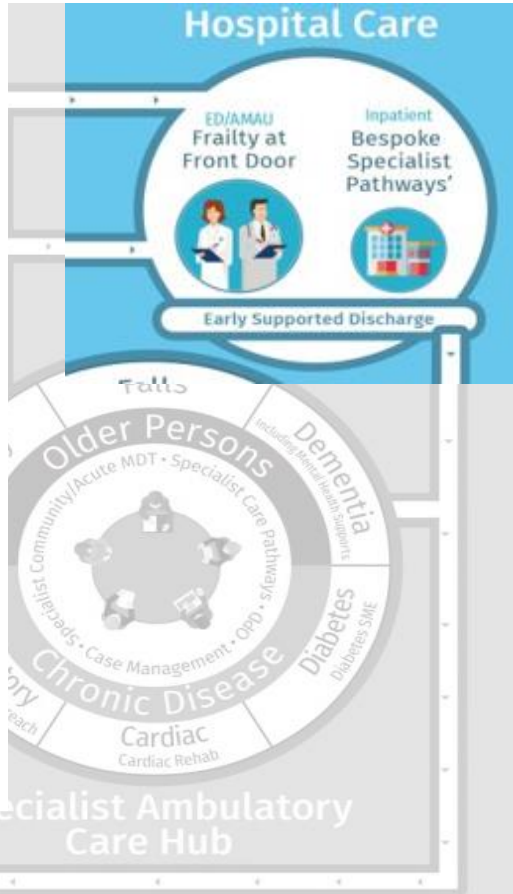 Hospital Care
ED/AMAU
Frailty at
Front Door
Inpatient
Bespoke
Specialist
Pathways'
Early Supported Discharge
Falls
Older Persons
Dementia
Including Mental Health Supports
Specialist Community/Acute MDT • Specialist Care Pathways • OPD • Case Management •
Diabetes
Diabetes SME
Chronic Disease
Cardiac
Cardiac Rehab
Ambulatory
Care Hub